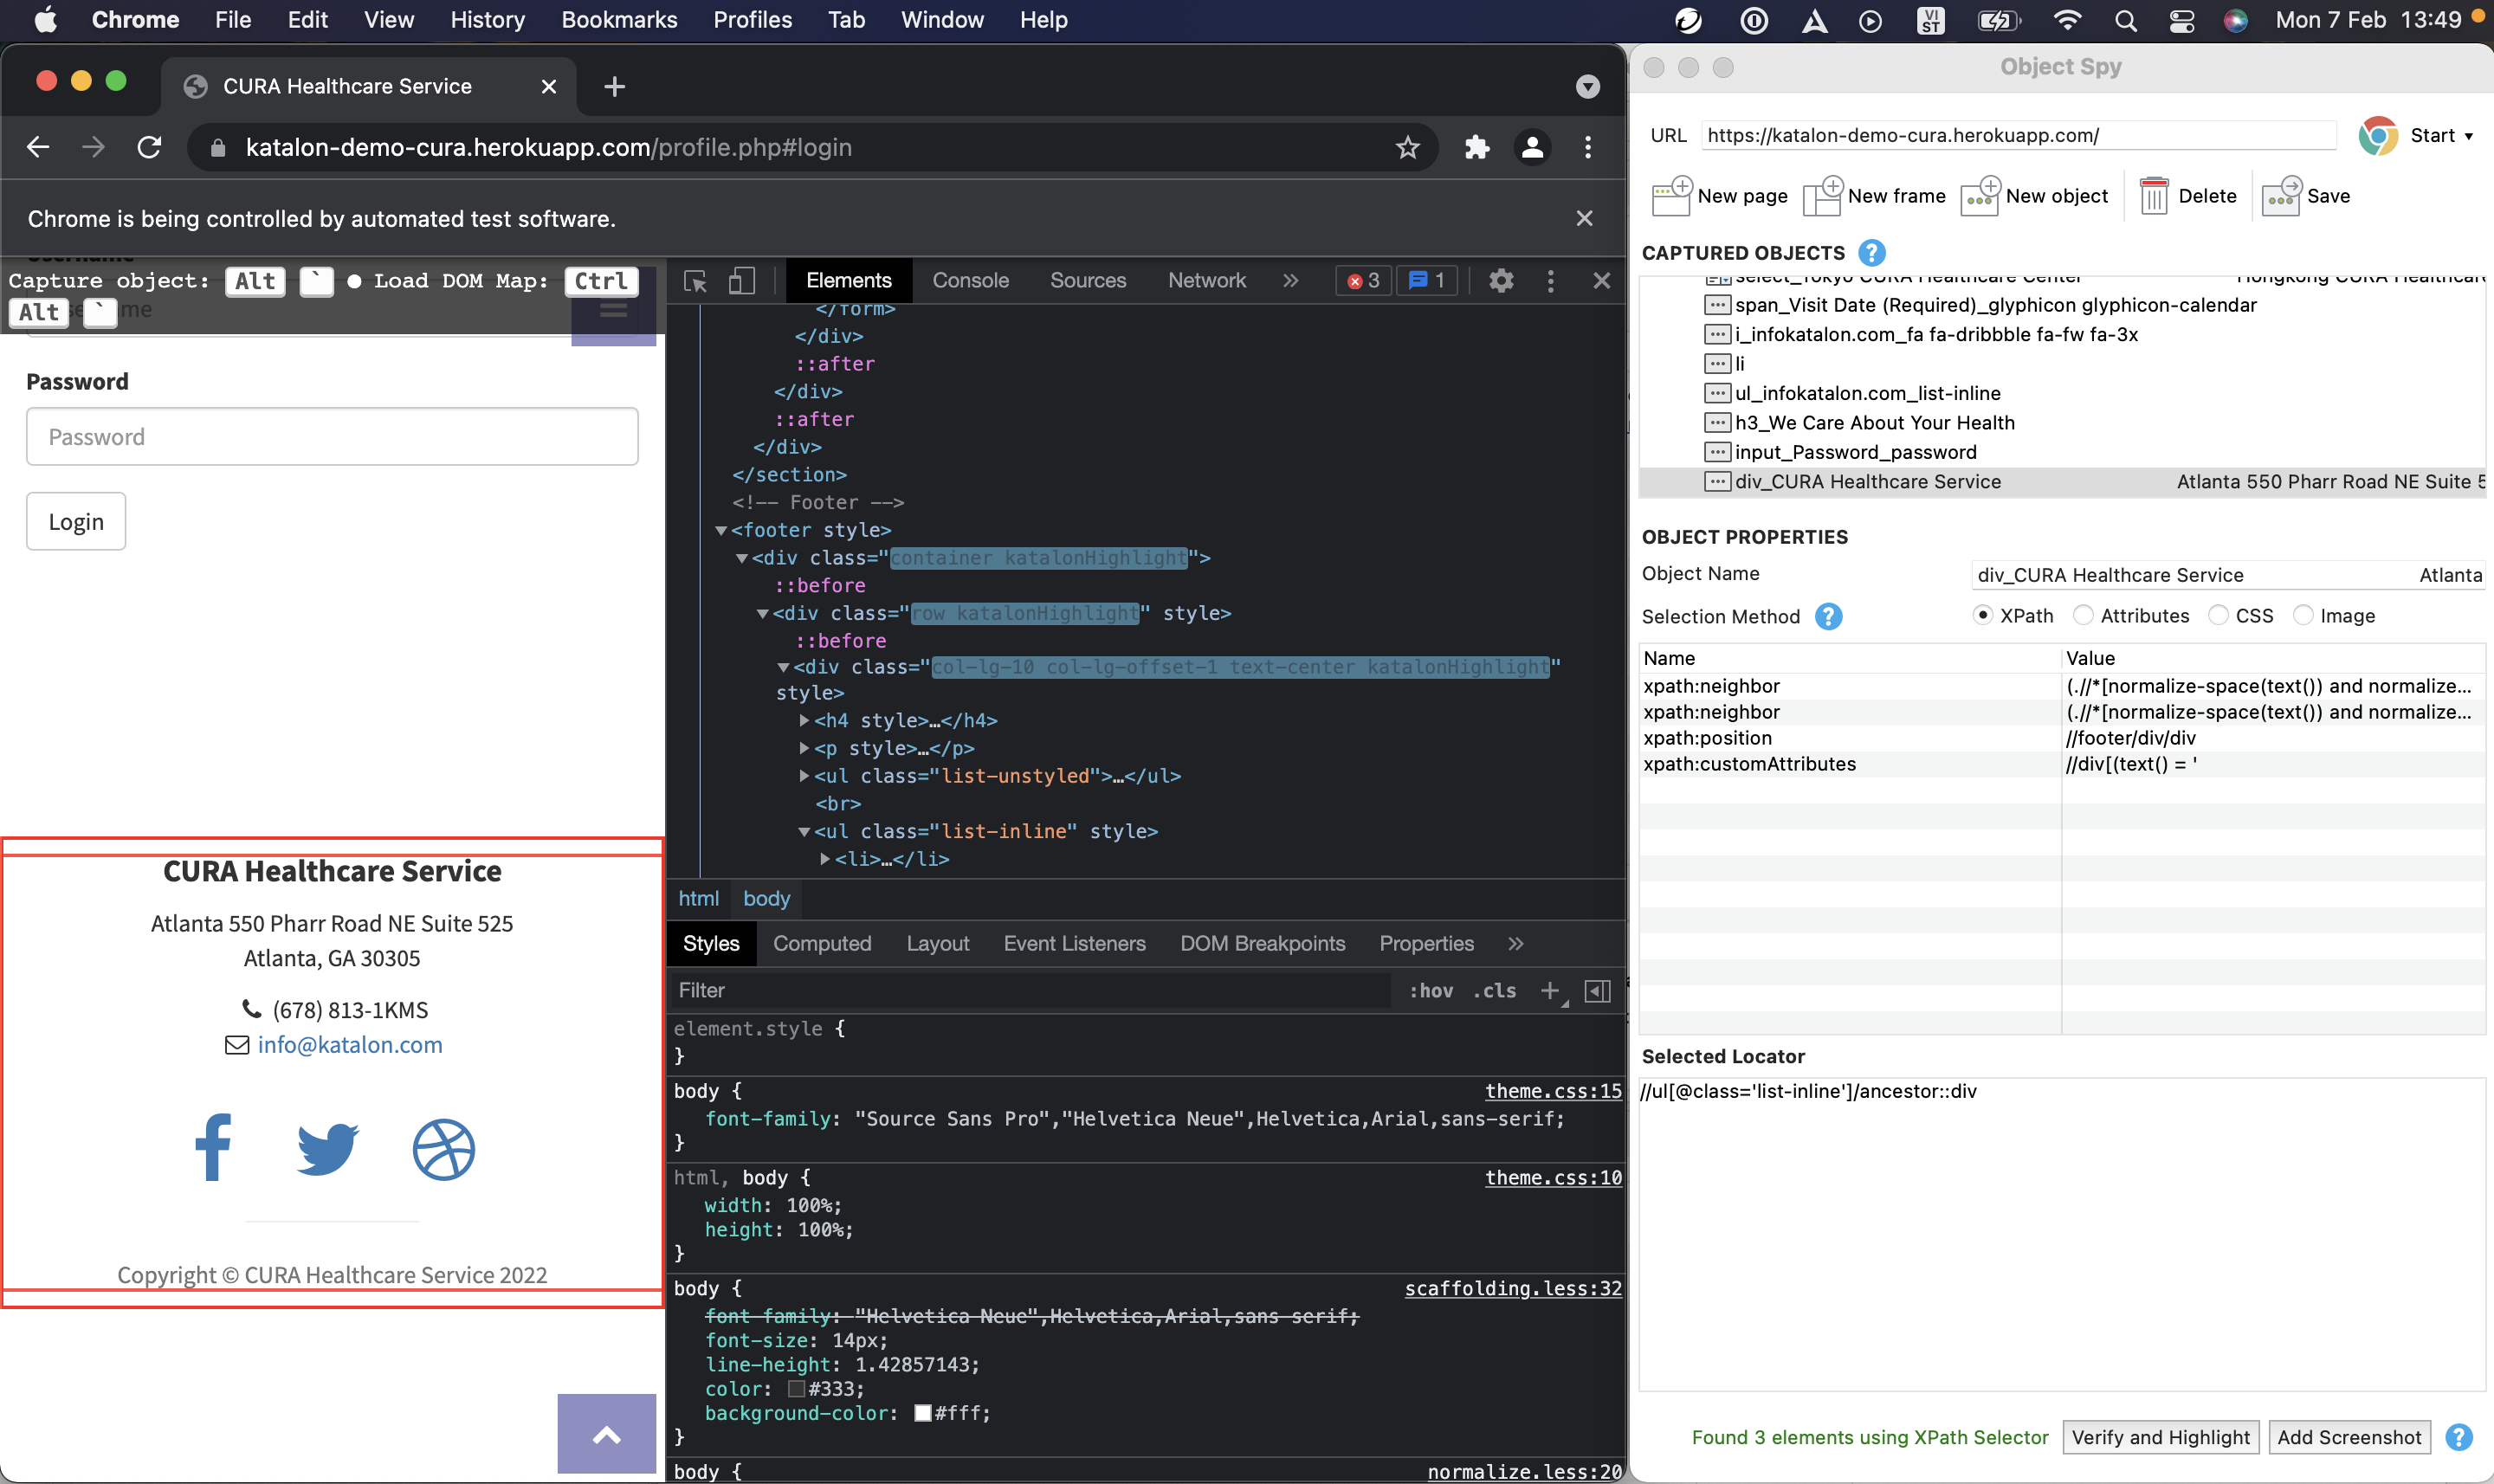 Chrome File Edit View History Bookmarks Profiles Tab Window Help VI ST Mon 7 Feb 13:49
CURA Healthcare Service
katalon-demo-cura.herokuapp.com/profile.php#login
Chrome is being controlled by automated test software.
Capture object: Alt ` ● Load DOM Map: Ctrl
Alt `
Password
Password
Login
CURA Healthcare Service
Atlanta 550 Pharr Road NE Suite 525
Atlanta, GA 30305
(678) 813-1KMS
info@katalon.com
Copyright © CURA Healthcare Service 2022
Elements Console Sources Network » 3 1
</form>
</div>
::after
</div>
::after
</div>
</section>
<!-- Footer -->
<footer style>
<div class="container katalonHighlight">
::before
<div class="row katalonHighlight" style>
::before
<div class="col-lg-10 col-lg-offset-1 text-center katalonHighlight"
style>
<h4 style>…</h4>
<p style>…</p>
<ul class="list-unstyled">…</ul>
<br>
<ul class="list-inline" style>
<li>…</li>
html body
Styles Computed Layout Event Listeners DOM Breakpoints Properties »
Filter :hov .cls
element.style {
}
body { theme.css:15
font-family: "Source Sans Pro","Helvetica Neue",Helvetica,Arial,sans-serif;
}
html, body { theme.css:10
width: 100%;
height: 100%;
}
body { scaffolding.less:32
font-family: "Helvetica Neue",Helvetica,Arial,sans-serif;
font-size: 14px;
line-height: 1.42857143;
color: #333;
background-color: #fff;
}
body { normalize.less:20
Object Spy
URL https://katalon-demo-cura.herokuapp.com/ Start
New page New frame New object Delete Save
CAPTURED OBJECTS ?
select_Tokyo CURA Healthcare Center Hongkong CURA Healthcare
span_Visit Date (Required)_glyphicon glyphicon-calendar
i_infokatalon.com_fa fa-dribbble fa-fw fa-3x
li
ul_infokatalon.com_list-inline
h3_We Care About Your Health
input_Password_password
div_CURA Healthcare Service Atlanta 550 Pharr Road NE Suite 5
OBJECT PROPERTIES
Object Name div_CURA Healthcare Service Atlanta
Selection Method ? XPath Attributes CSS Image
Name Value
xpath:neighbor (.//*[normalize-space(text()) and normalize...
xpath:neighbor (.//*[normalize-space(text()) and normalize...
xpath:position //footer/div/div
xpath:customAttributes //div[(text() = '
Selected Locator
//ul[@class='list-inline']/ancestor::div
Found 3 elements using XPath Selector Verify and Highlight Add Screenshot ?